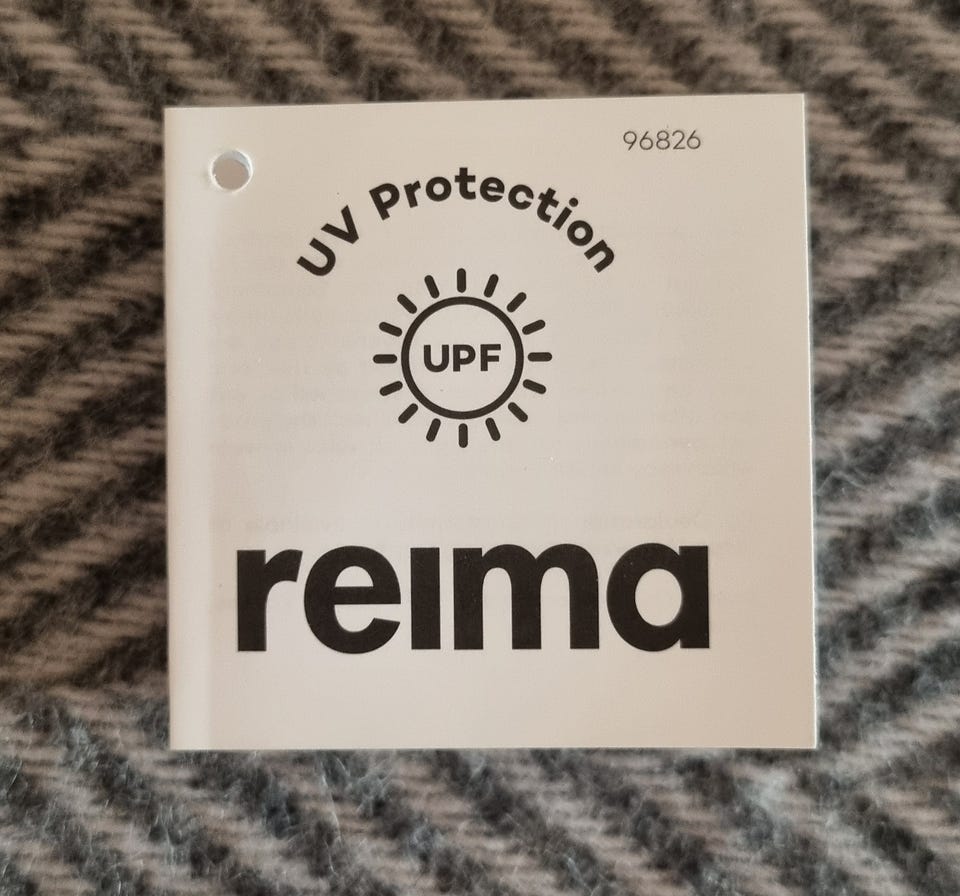 96826
UV Protection
UPF
reima